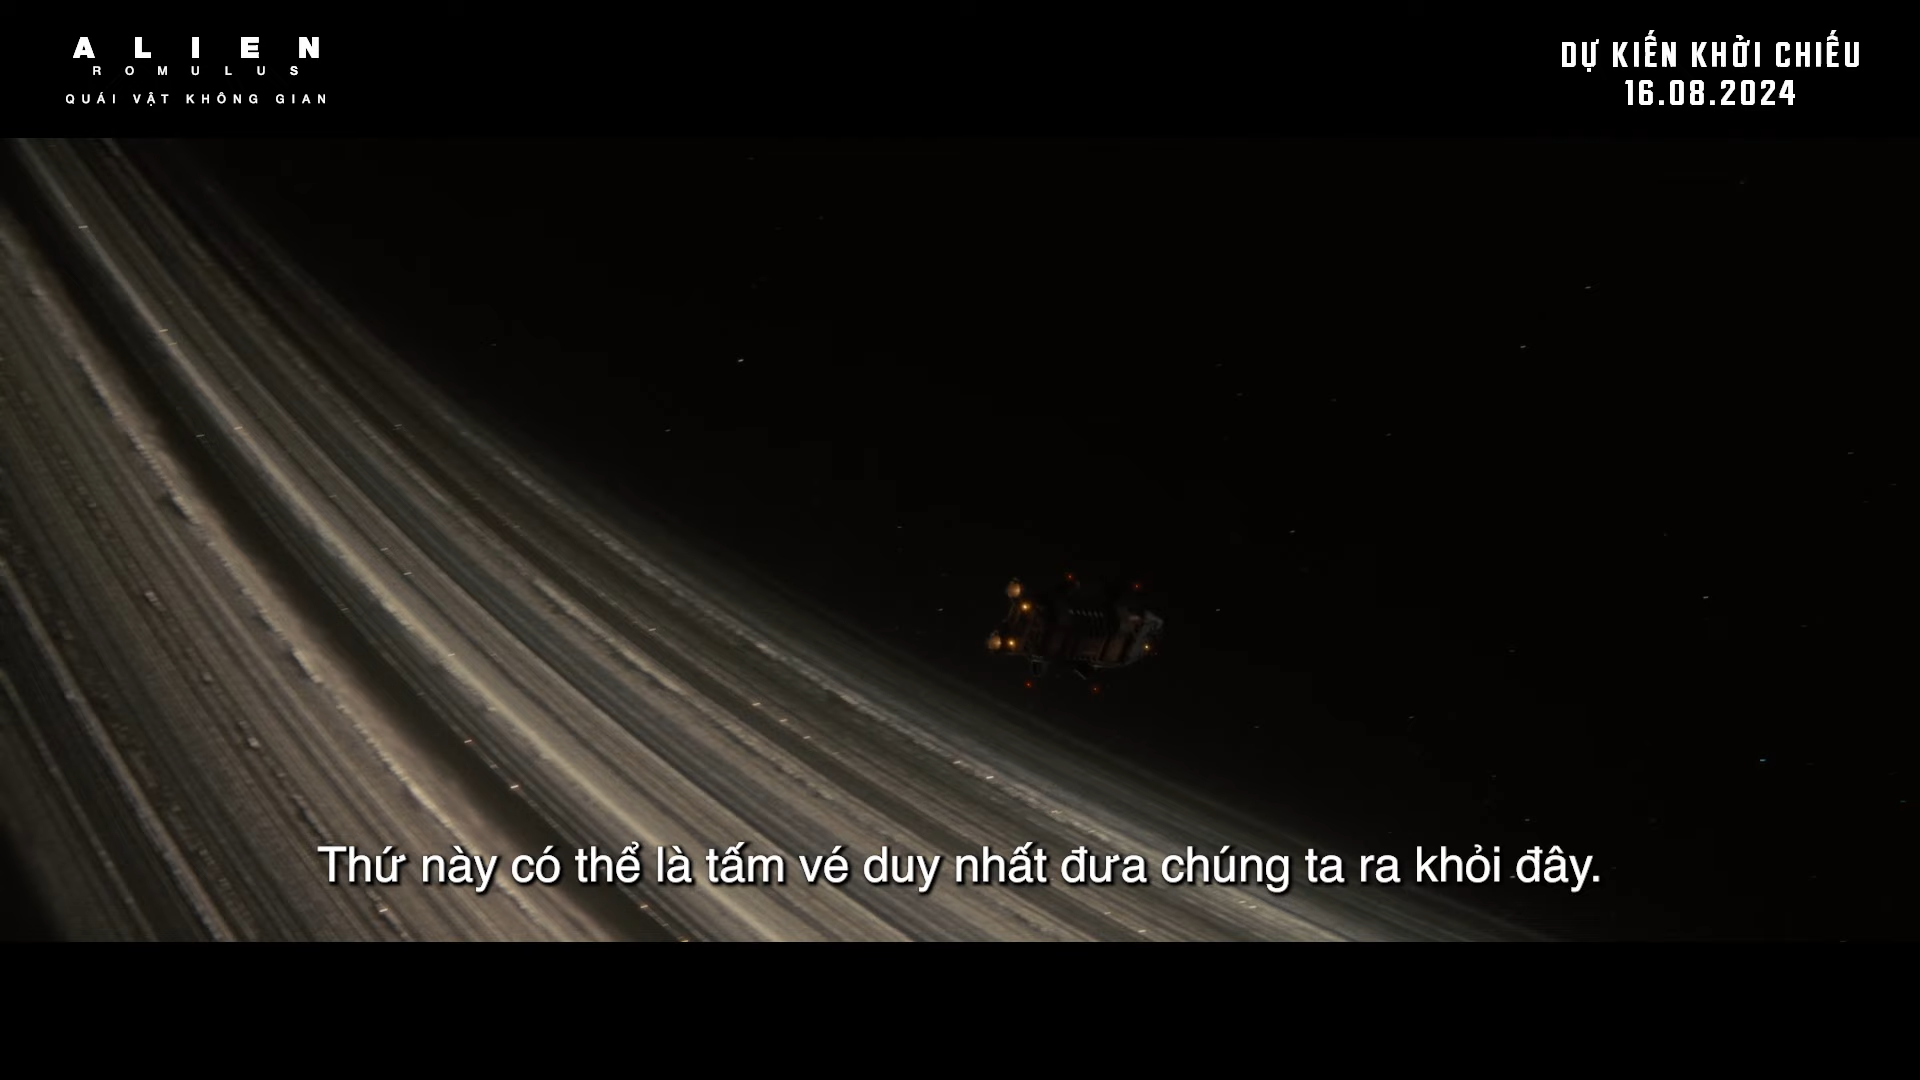 ALIEN
ROMULUS
QUÁI VẬT KHÔNG GIAN
DỰ KIẾN KHỞI CHIẾU
16.08.2024
Thứ này có thể là tấm vé duy nhất đưa chúng ta ra khỏi đây.